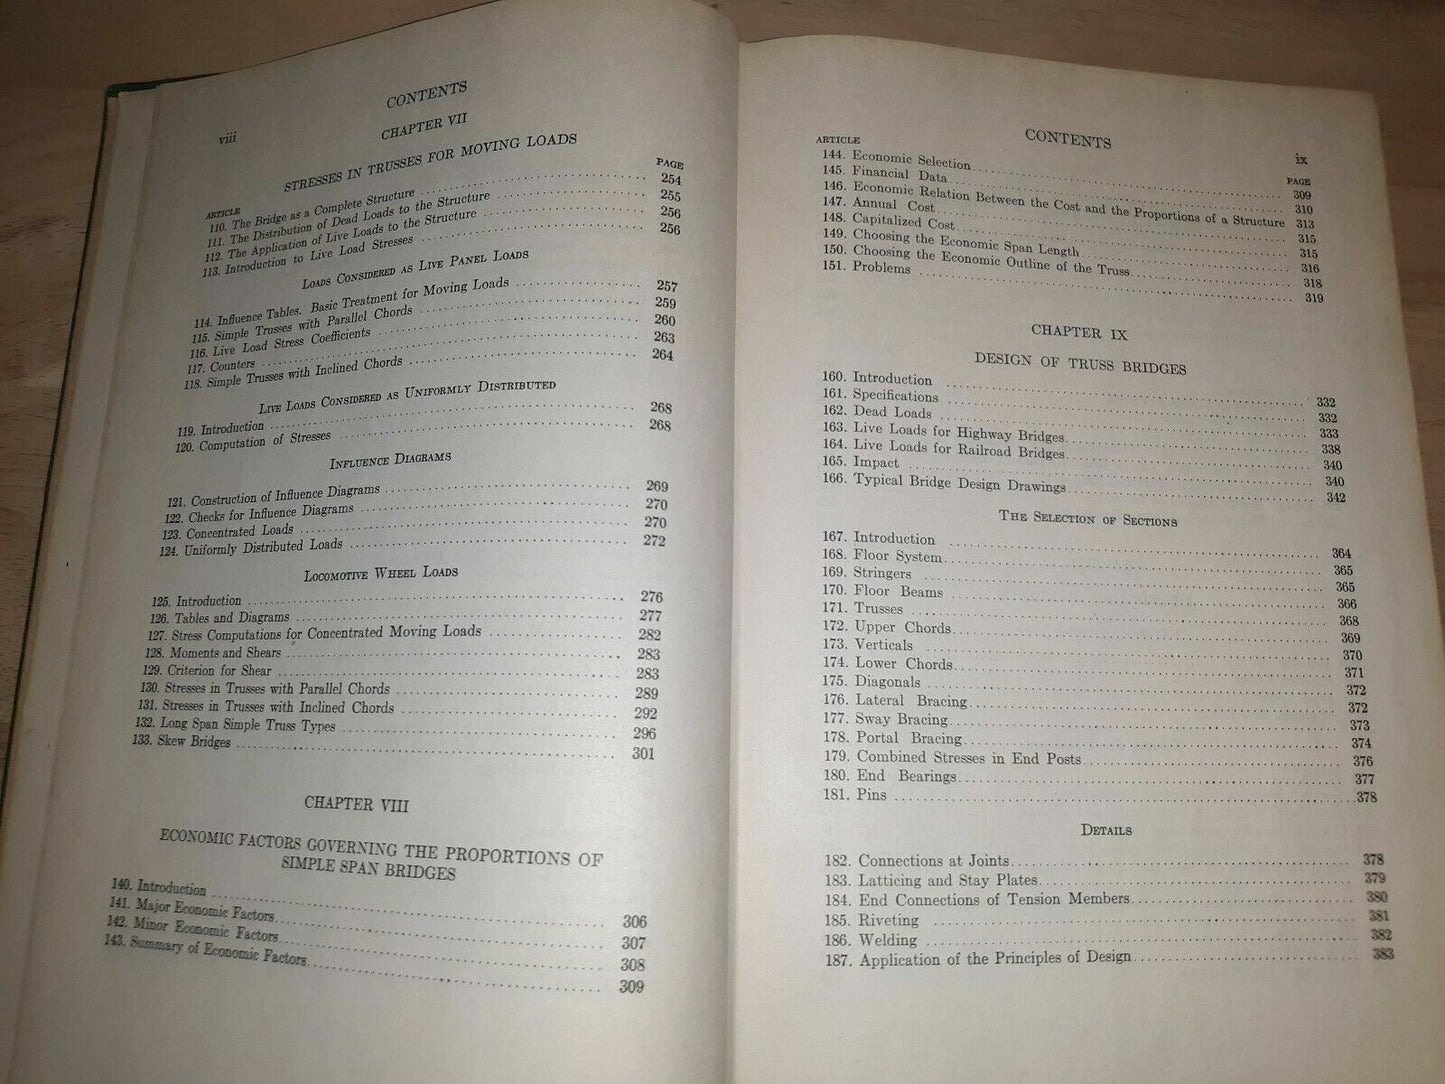 CONTENTS
viii
CHAPTER VII
STRESSES IN TRUSSES FOR MOVING LOADS
ARTICLE PAGE
110. The Bridge as a Complete Structure 254
111. The Distribution of Dead Loads to the Structure 255
112. The Application of Live Loads to the Structure 256
113. Introduction to Live Load Stresses 256
LOADS CONSIDERED AS LIVE PANEL LOADS
114. Influence Tables. Basic Treatment for Moving Loads 257
115. Simple Trusses with Parallel Chords 259
116. Live Load Stress Coefficients 260
117. Counters 263
118. Simple Trusses with Inclined Chords 264
LIVE LOADS CONSIDERED AS UNIFORMLY DISTRIBUTED
119. Introduction 268
120. Computation of Stresses 268
INFLUENCE DIAGRAMS
121. Construction of Influence Diagrams 269
122. Checks for Influence Diagrams 270
123. Concentrated Loads 270
124. Uniformly Distributed Loads 272
LOCOMOTIVE WHEEL LOADS
125. Introduction 276
126. Tables and Diagrams 277
127. Stress Computations for Concentrated Moving Loads 282
128. Moments and Shears 283
129. Criterion for Shear 283
130. Stresses in Trusses with Parallel Chords 289
131. Stresses in Trusses with Inclined Chords 292
132. Long Span Simple Truss Types 296
133. Skew Bridges 301
CHAPTER VIII
ECONOMIC FACTORS GOVERNING THE PROPORTIONS OF
SIMPLE SPAN BRIDGES
140. Introduction 306
141. Major Economic Factors 307
142. Minor Economic Factors 308
143. Summary of Economic Factors 309
CONTENTS ix
ARTICLE PAGE
144. Economic Selection 309
145. Financial Data 310
146. Economic Relation Between the Cost and the Proportions of a Structure 313
147. Annual Cost 315
148. Capitalized Cost 315
149. Choosing the Economic Span Length 316
150. Choosing the Economic Outline of the Truss 318
151. Problems 319
CHAPTER IX
DESIGN OF TRUSS BRIDGES
160. Introduction 332
161. Specifications 332
162. Dead Loads 333
163. Live Loads for Highway Bridges 338
164. Live Loads for Railroad Bridges 340
165. Impact 340
166. Typical Bridge Design Drawings 342
THE SELECTION OF SECTIONS
167. Introduction 364
168. Floor System 365
169. Stringers 365
170. Floor Beams 366
171. Trusses 368
172. Upper Chords 369
173. Verticals 370
174. Lower Chords 371
175. Diagonals 372
176. Lateral Bracing 372
177. Sway Bracing 373
178. Portal Bracing 374
179. Combined Stresses in End Posts 376
180. End Bearings 377
181. Pins 378
DETAILS
182. Connections at Joints 378
183. Latticing and Stay Plates 379
184. End Connections of Tension Members 380
185. Riveting 381
186. Welding 382
187. Application of the Principles of Design 383